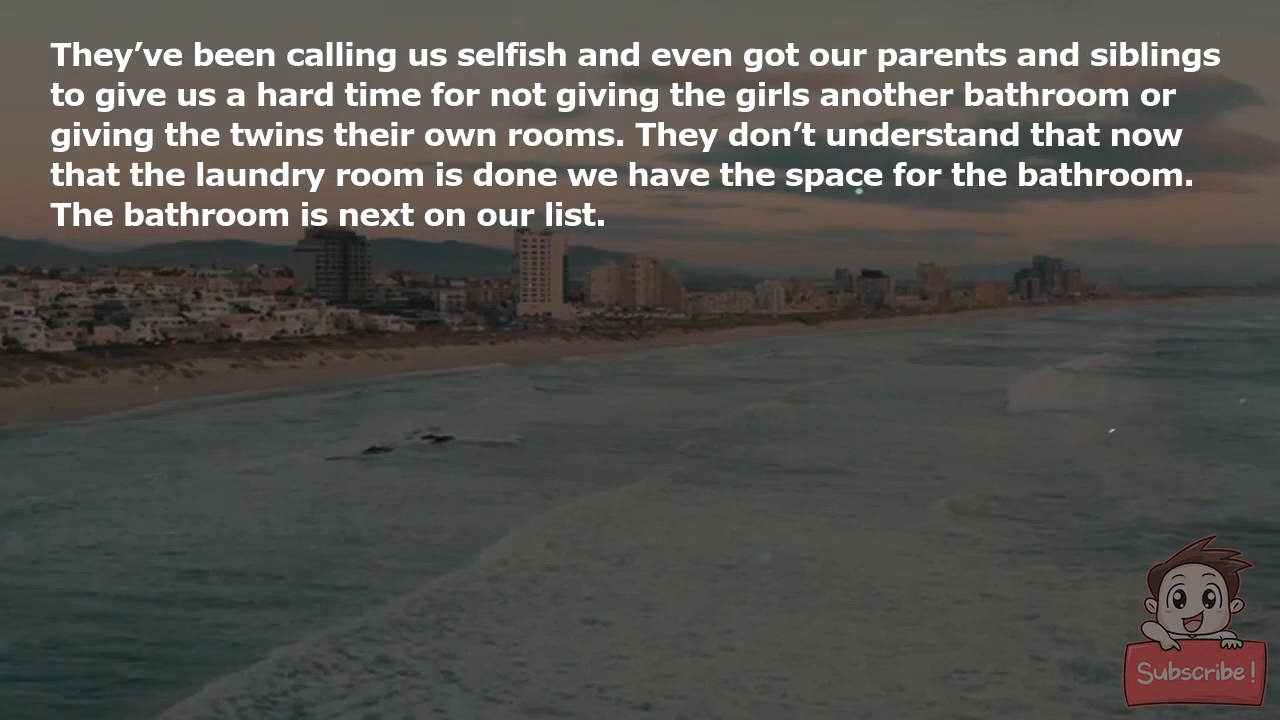 They’ve been calling us selfish and even got our parents and siblings
to give us a hard time for not giving the girls another bathroom or
giving the twins their own rooms. They don’t understand that now
that the laundry room is done we have the space for the bathroom.
The bathroom is next on our list.
Subscribe!